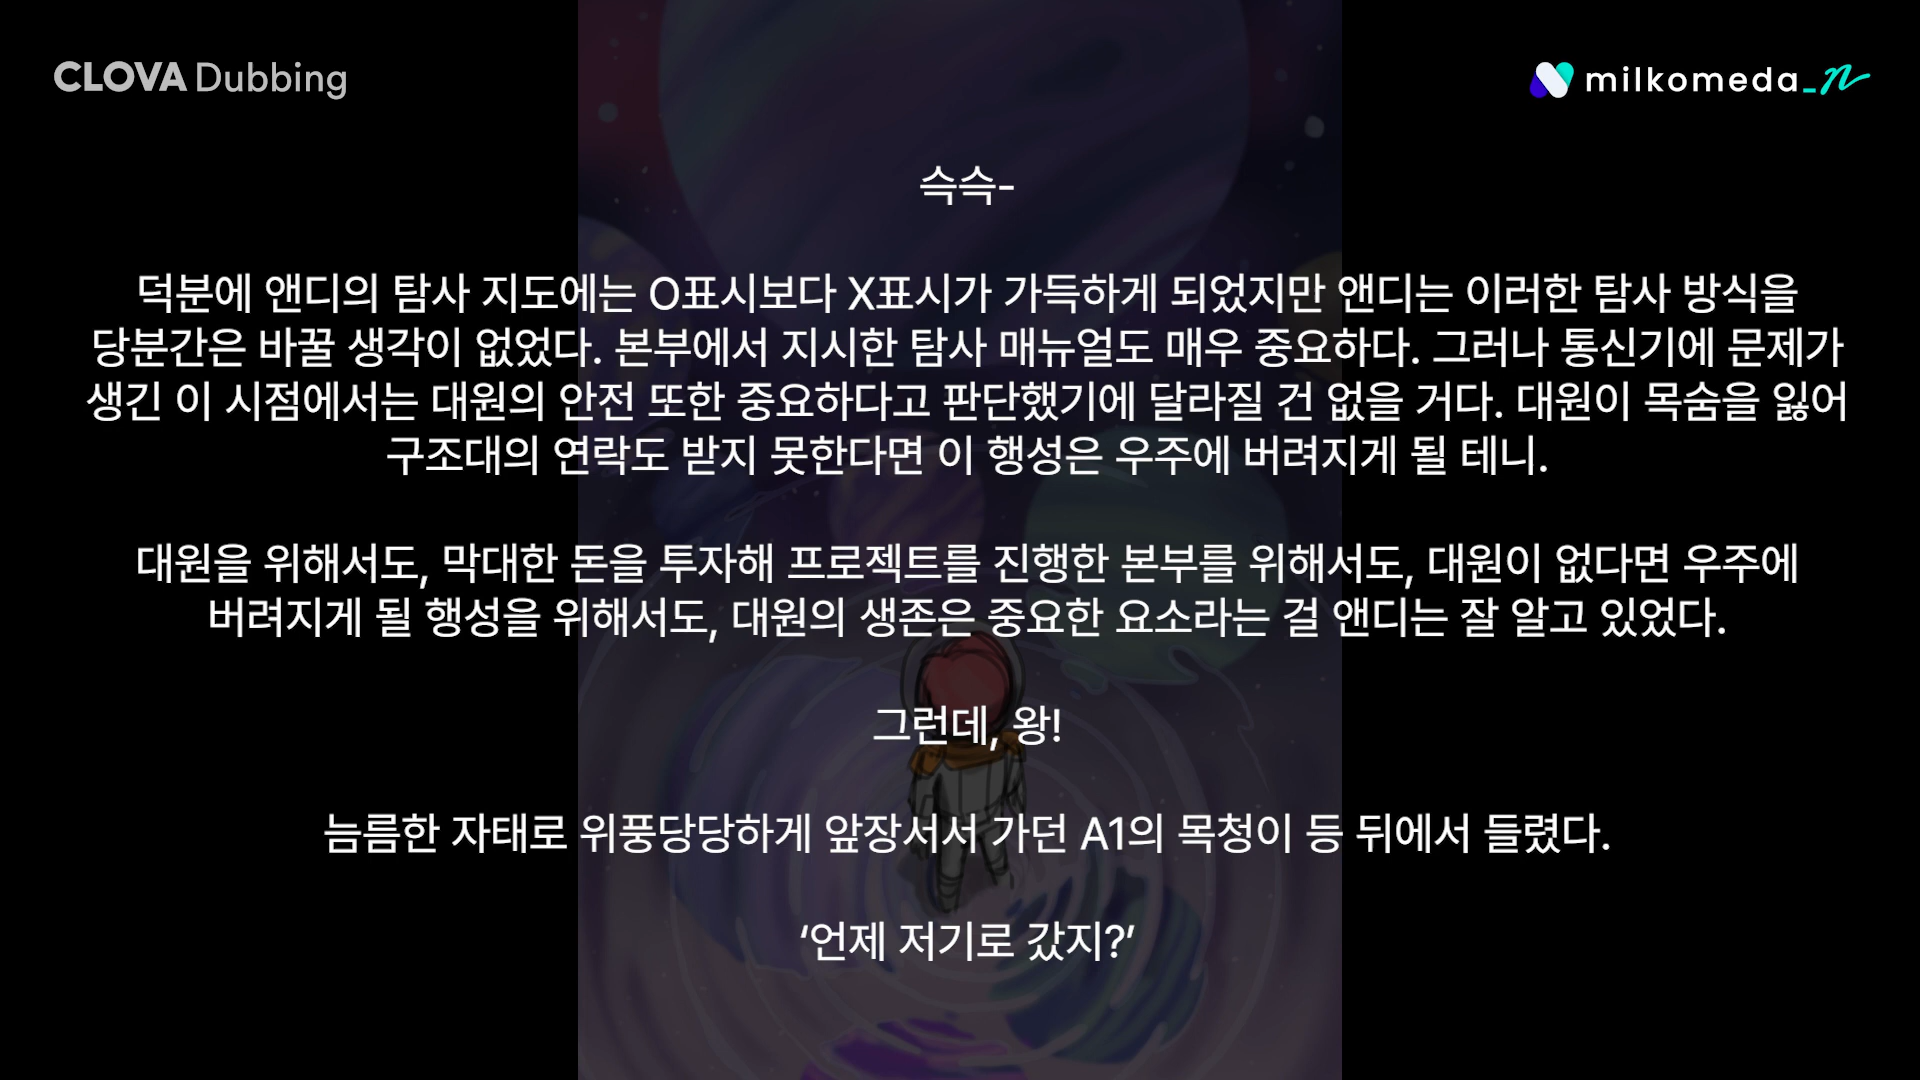 CLOVA Dubbing
milkomeda_n
슥슥-
덕분에 앤디의 탐사 지도에는 O표시보다 X표시가 가득하게 되었지만 앤디는 이러한 탐사 방식을
당분간은 바꿀 생각이 없었다. 본부에서 지시한 탐사 매뉴얼도 매우 중요하다. 그러나 통신기에 문제가
생긴 이 시점에서는 대원의 안전 또한 중요하다고 판단했기에 달라질 건 없을 거다. 대원이 목숨을 잃어
구조대의 연락도 받지 못한다면 이 행성은 우주에 버려지게 될 테니.
대원을 위해서도, 막대한 돈을 투자해 프로젝트를 진행한 본부를 위해서도, 대원이 없다면 우주에
버려지게 될 행성을 위해서도, 대원의 생존은 중요한 요소라는 걸 앤디는 잘 알고 있었다.
그런데, 왕!
늠름한 자태로 위풍당당하게 앞장서서 가던 A1의 목청이 등 뒤에서 들렸다.
‘언제 저기로 갔지?’